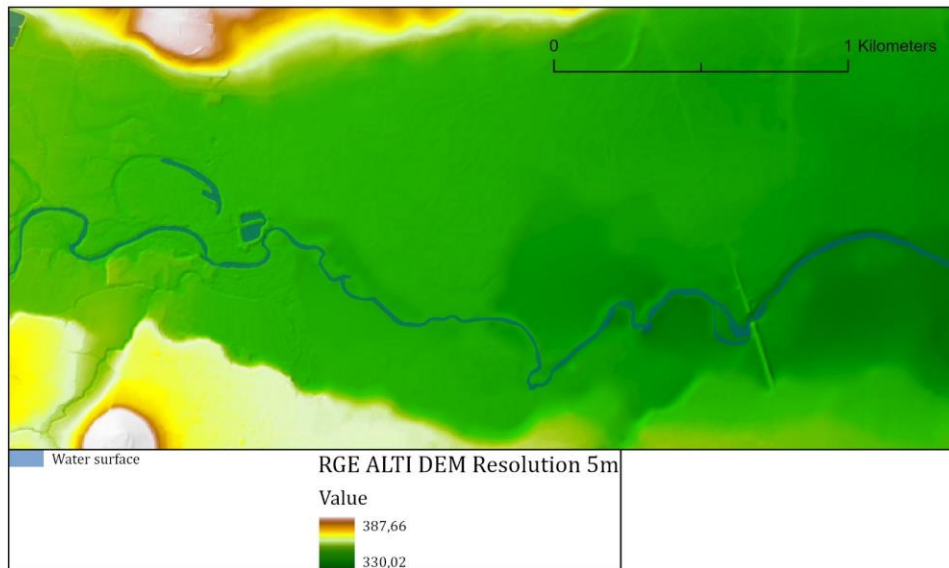 0 1 Kilometers
Water surface
RGE ALTI DEM Resolution 5m
Value
387,66
330,02